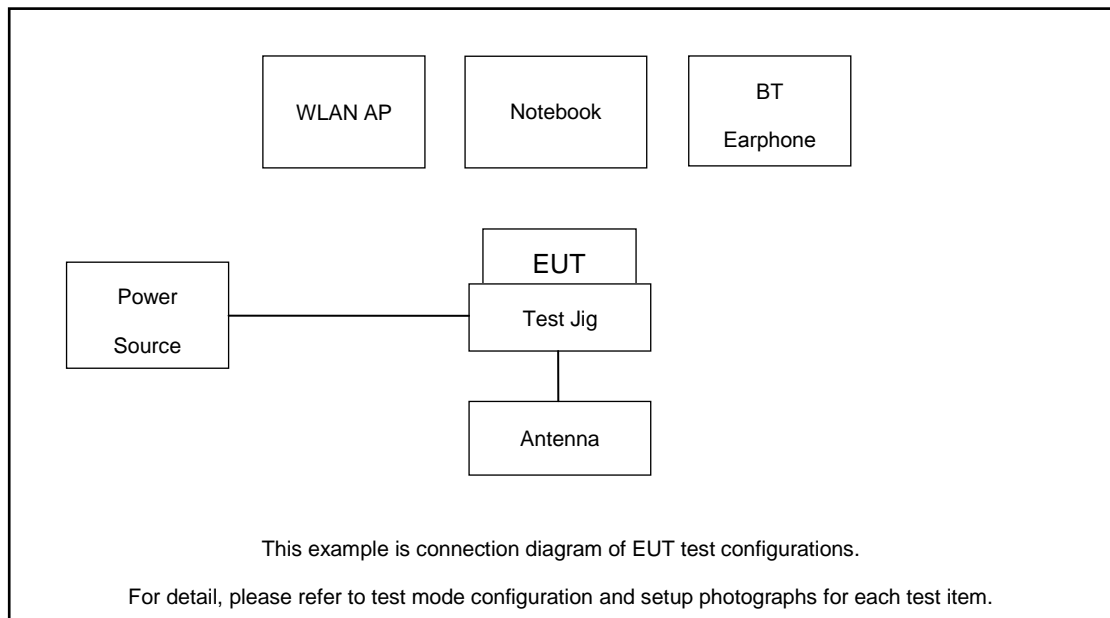 WLAN AP
Notebook
BT
Earphone
EUT
Power
Source
Test Jig
Antenna
This example is connection diagram of EUT test configurations.
For detail, please refer to test mode configuration and setup photographs for each test item.